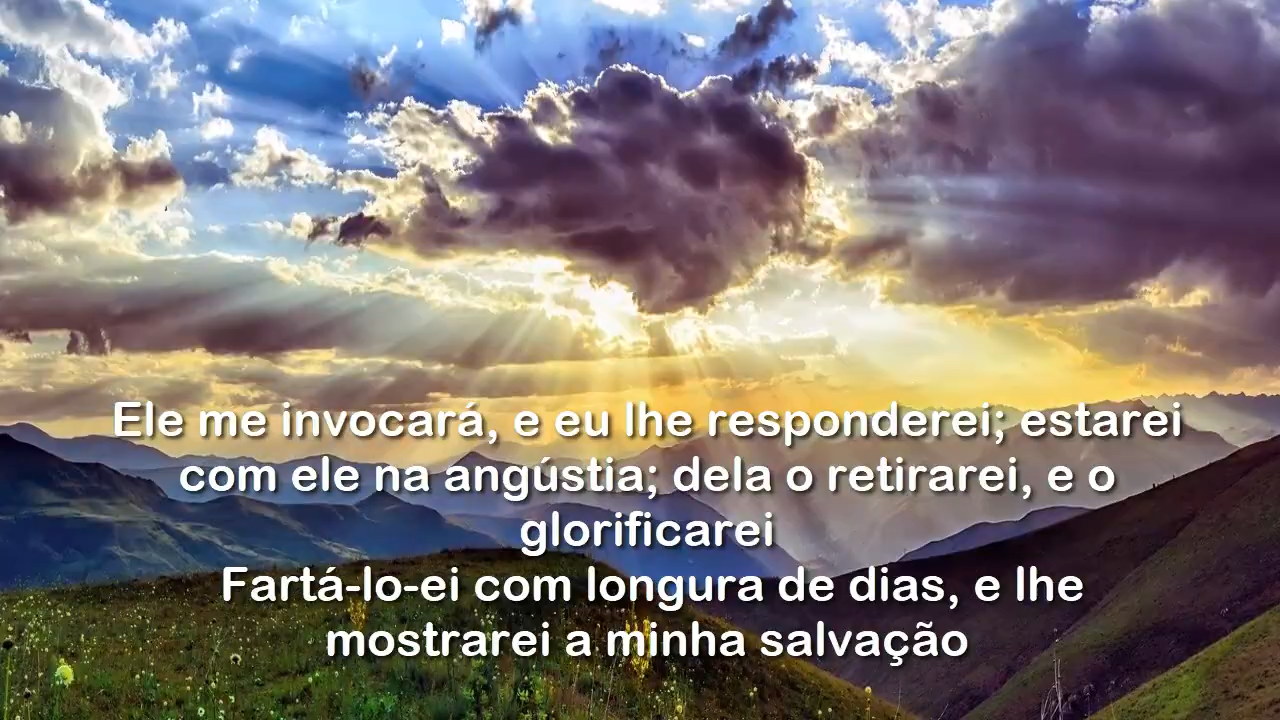 Ele me invocará, e eu lhe responderei; estarei
com ele na angústia; dela o retirarei, e o
glorificarei
Fartá-lo-ei com longura de dias, e lhe
mostrarei a minha salvação